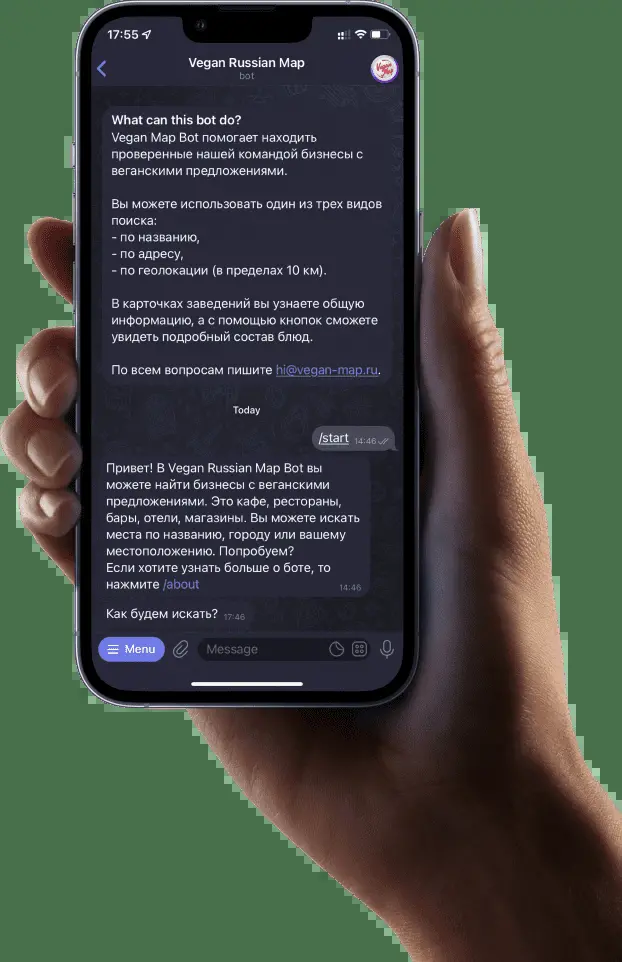 17:55
Vegan Russian Map
bot
Vegan
Map
What can this bot do?
Vegan Map Bot помогает находить
проверенные нашей командой бизнесы с
веганскими предложениями.
Вы можете использовать один из трех видов
поиска:
- по названию,
- по адресу,
- по геолокации (в пределах 10 км).
В карточках заведений вы узнаете общую
информацию, а с помощью кнопок сможете
увидеть подробный состав блюд.
По всем вопросам пишите hi@vegan-map.ru.
Today
/start 14:46
Привет! В Vegan Russian Map Bot вы
можете найти бизнесы с веганскими
предложениями. Это кафе, рестораны,
бары, отели, магазины. Вы можете искать
места по названию, городу или вашему
местоположению. Попробуем?
Если хотите узнать больше о боте, то
нажмите /about 14:46
Как будем искать? 17:46
Menu Message